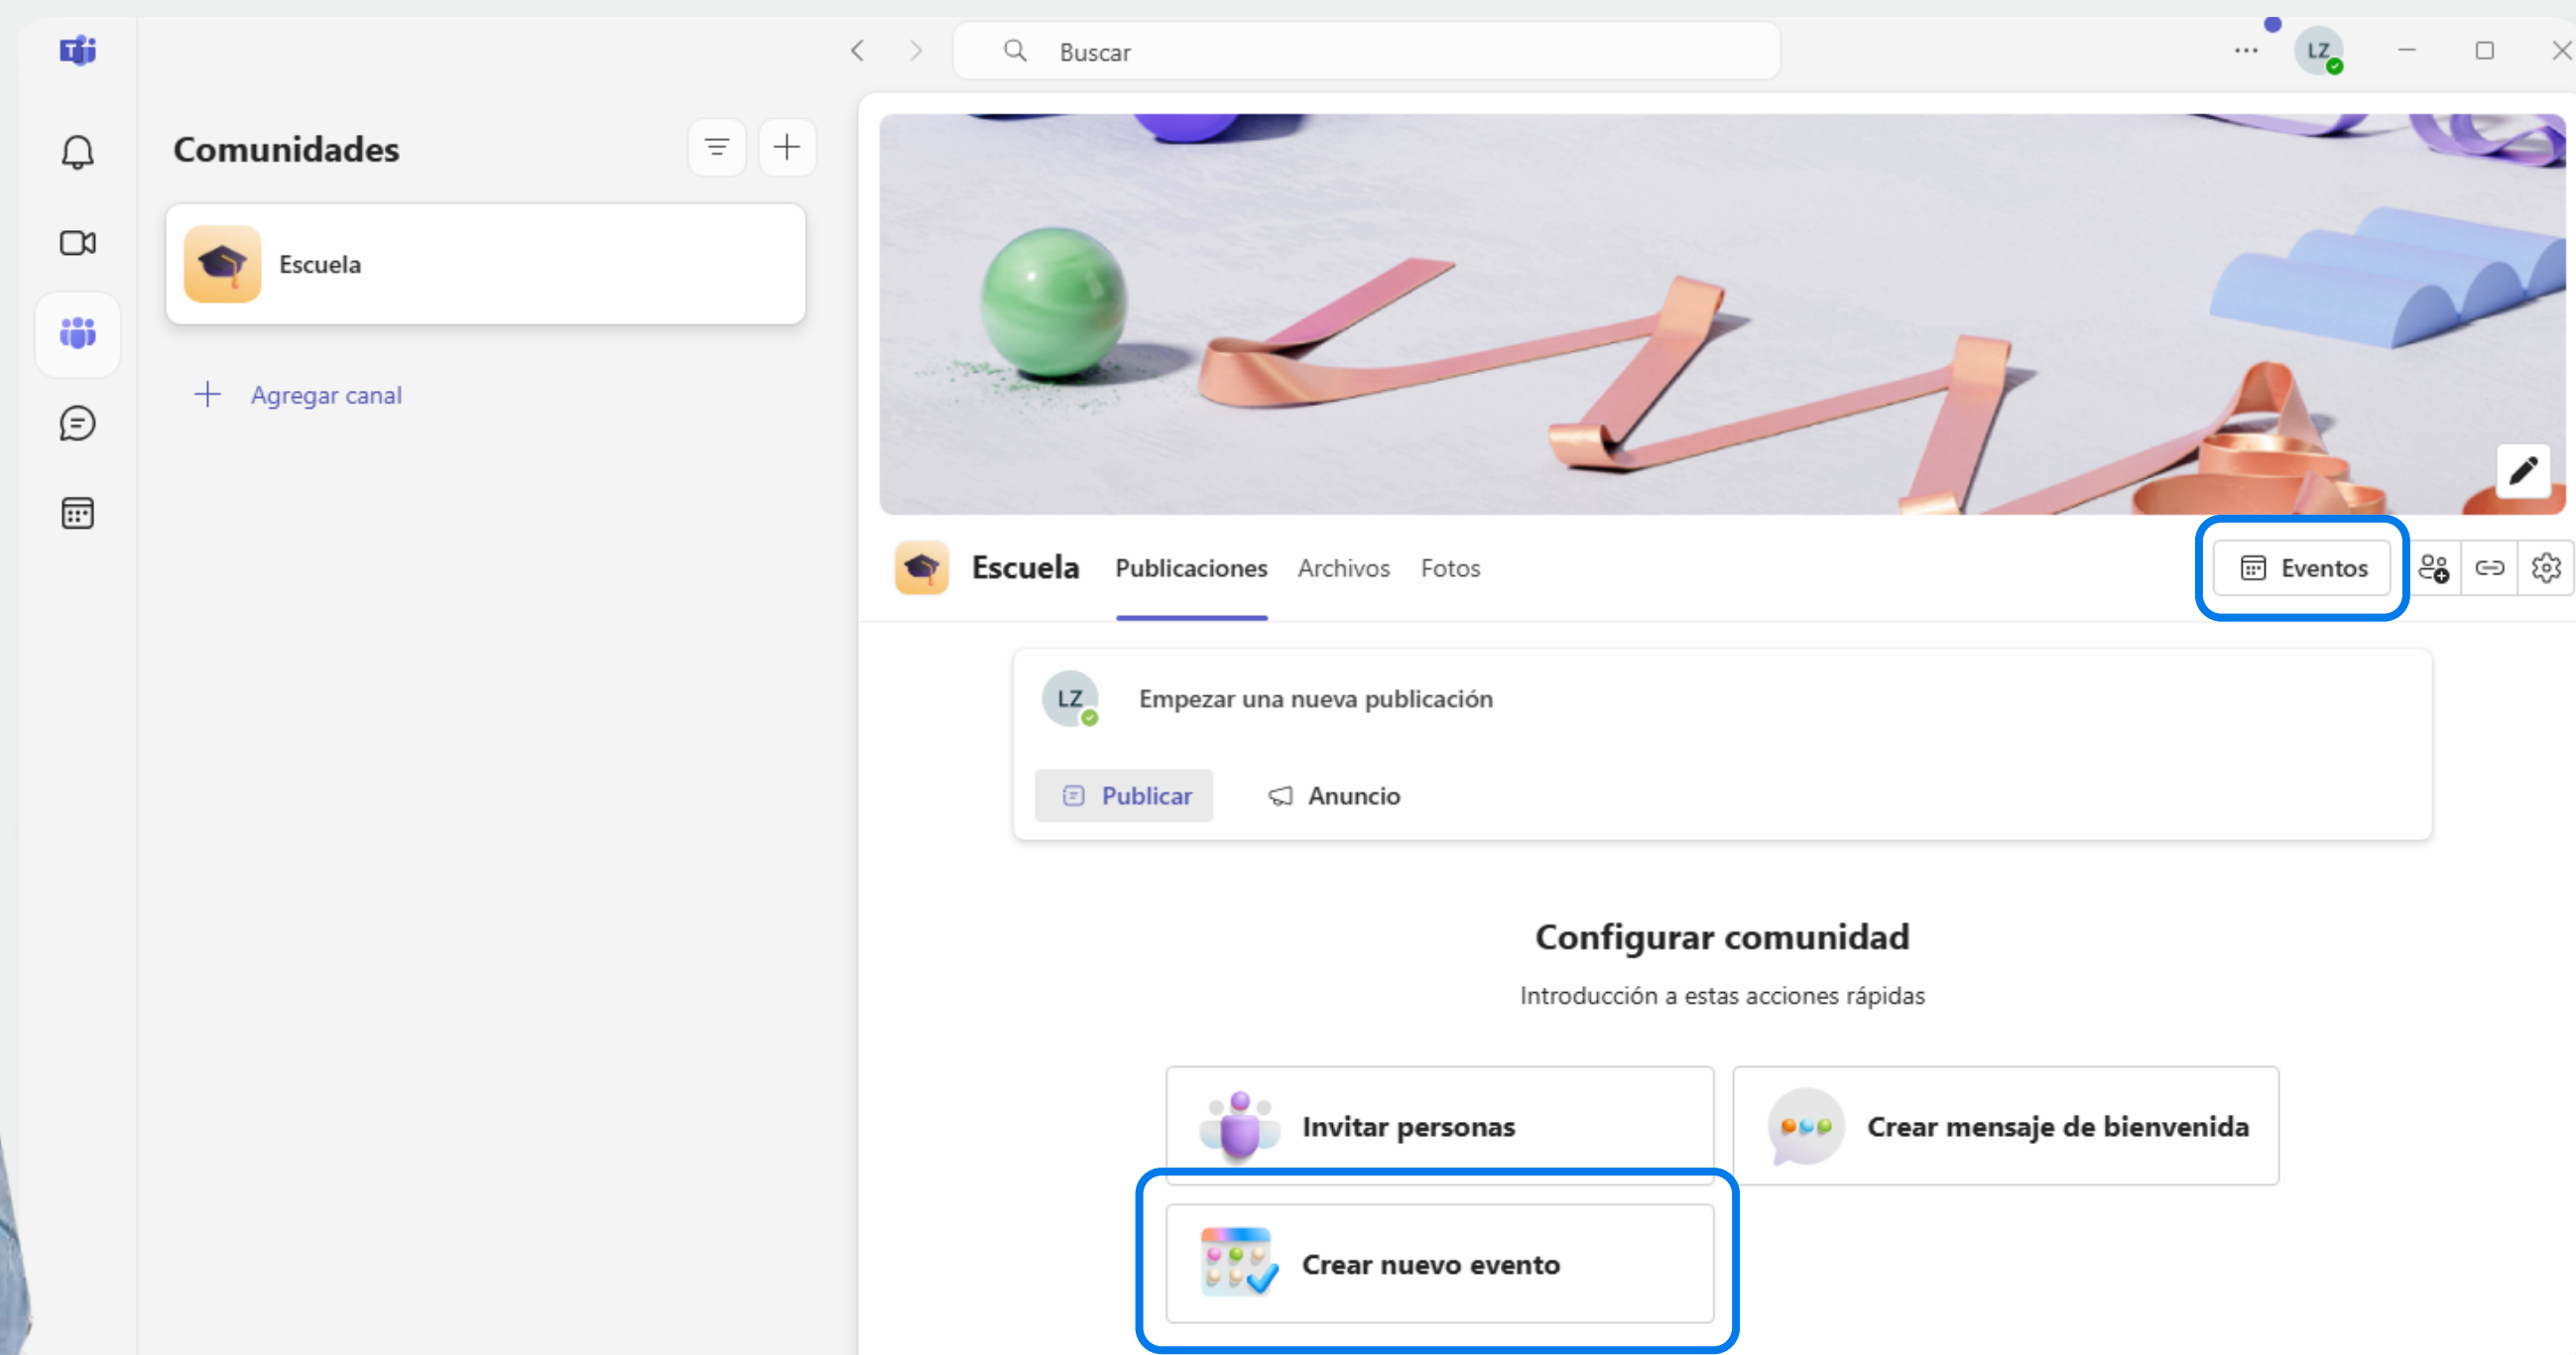 Buscar
LZ
Comunidades
Escuela
Agregar canal
Escuela
Publicaciones
Archivos
Fotos
Eventos
LZ
Empezar una nueva publicación
Publicar
Anuncio
Configurar comunidad
Introducción a estas acciones rápidas
Invitar personas
Crear mensaje de bienvenida
Crear nuevo evento